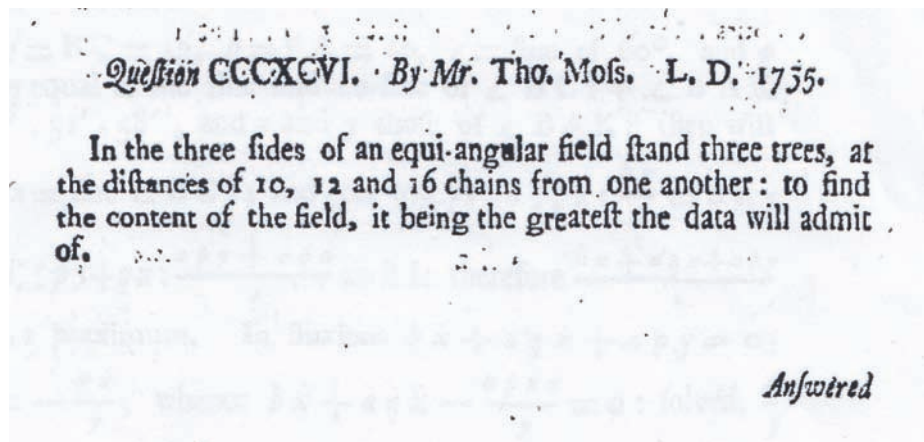 Queſtion CCCXCVI. By Mr. Tho. Moſs. L. D. 1735.
In the three ſides of an equi-angular field ſtand three trees, at
the diſtances of 10, 12 and 16 chains from one another: to find
the content of the field, it being the greateſt the data will admit
of.
Anſwered